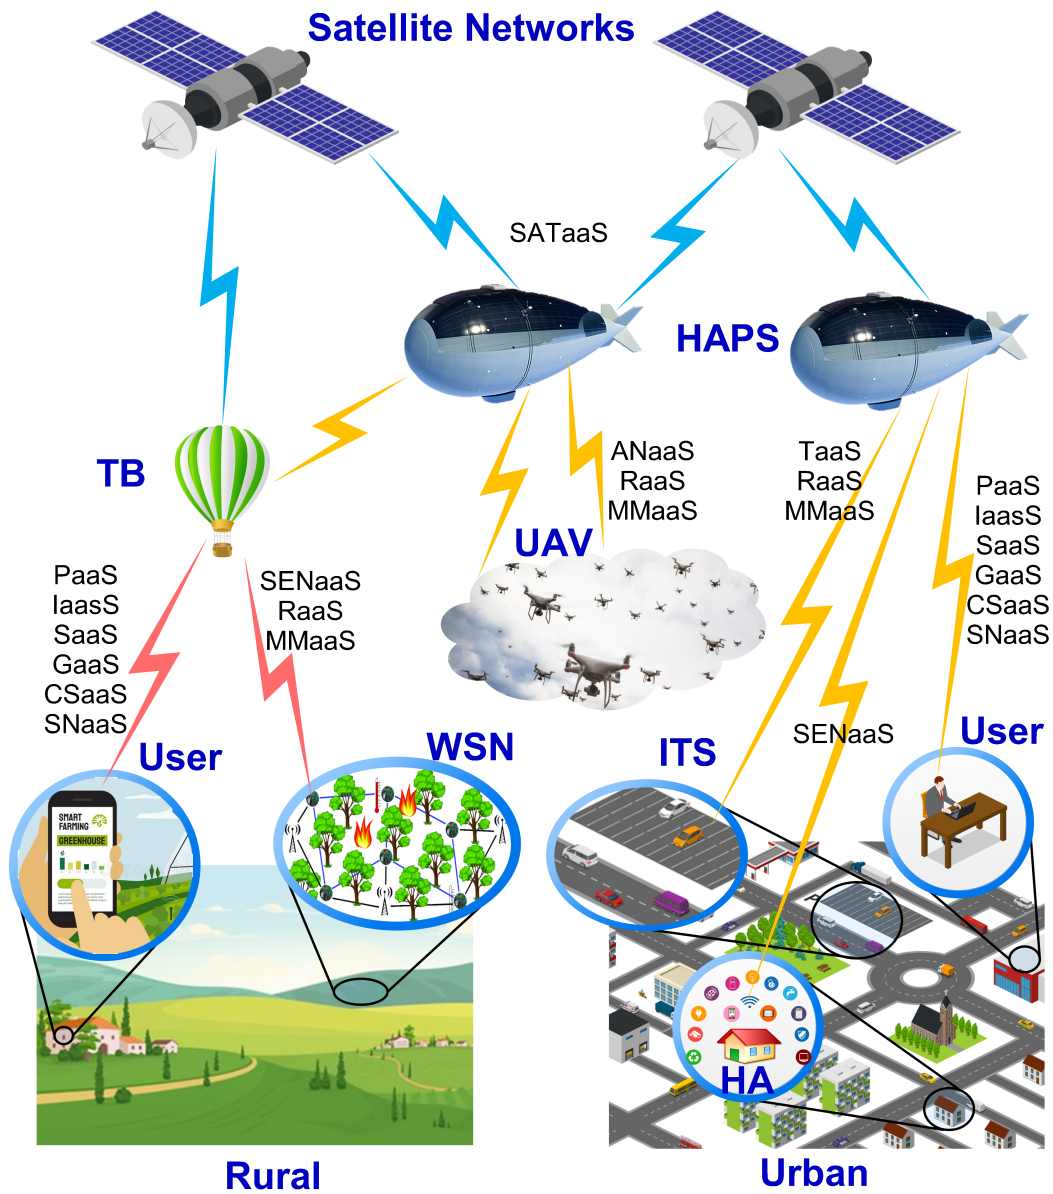 Satellite Networks
SATaaS
HAPS
TB
ANaaS
RaaS
MMaaS
TaaS
RaaS
MMaaS
PaaS
IaasS
SaaS
GaaS
CSaaS
SNaaS
UAV
PaaS
IaasS
SaaS
GaaS
CSaaS
SNaaS
SENaaS
RaaS
MMaaS
SENaaS
User
WSN
ITS
User
SMART
FARMING
GREENHOUSE
HA
Rural
Urban